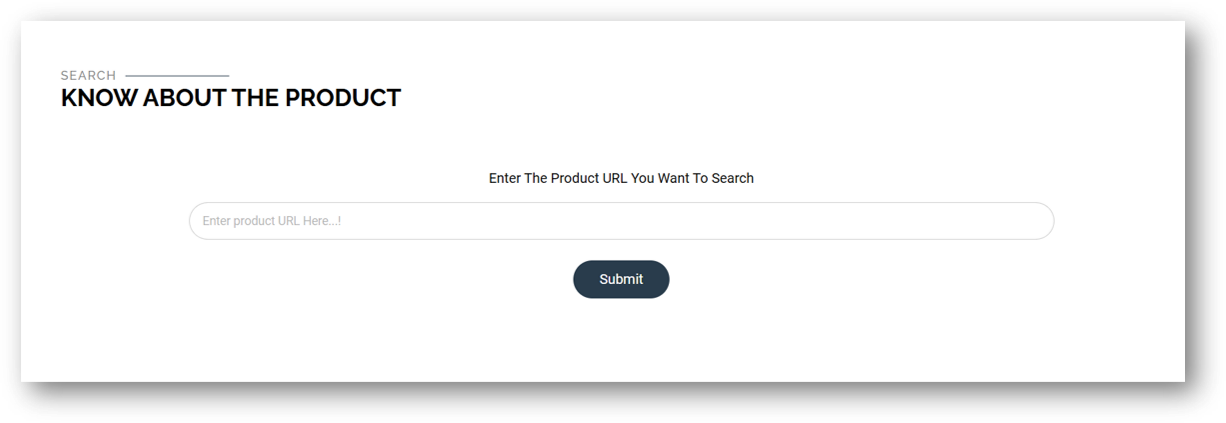 SEARCH
KNOW ABOUT THE PRODUCT
Enter The Product URL You Want To Search
Enter product URL Here...!
Submit